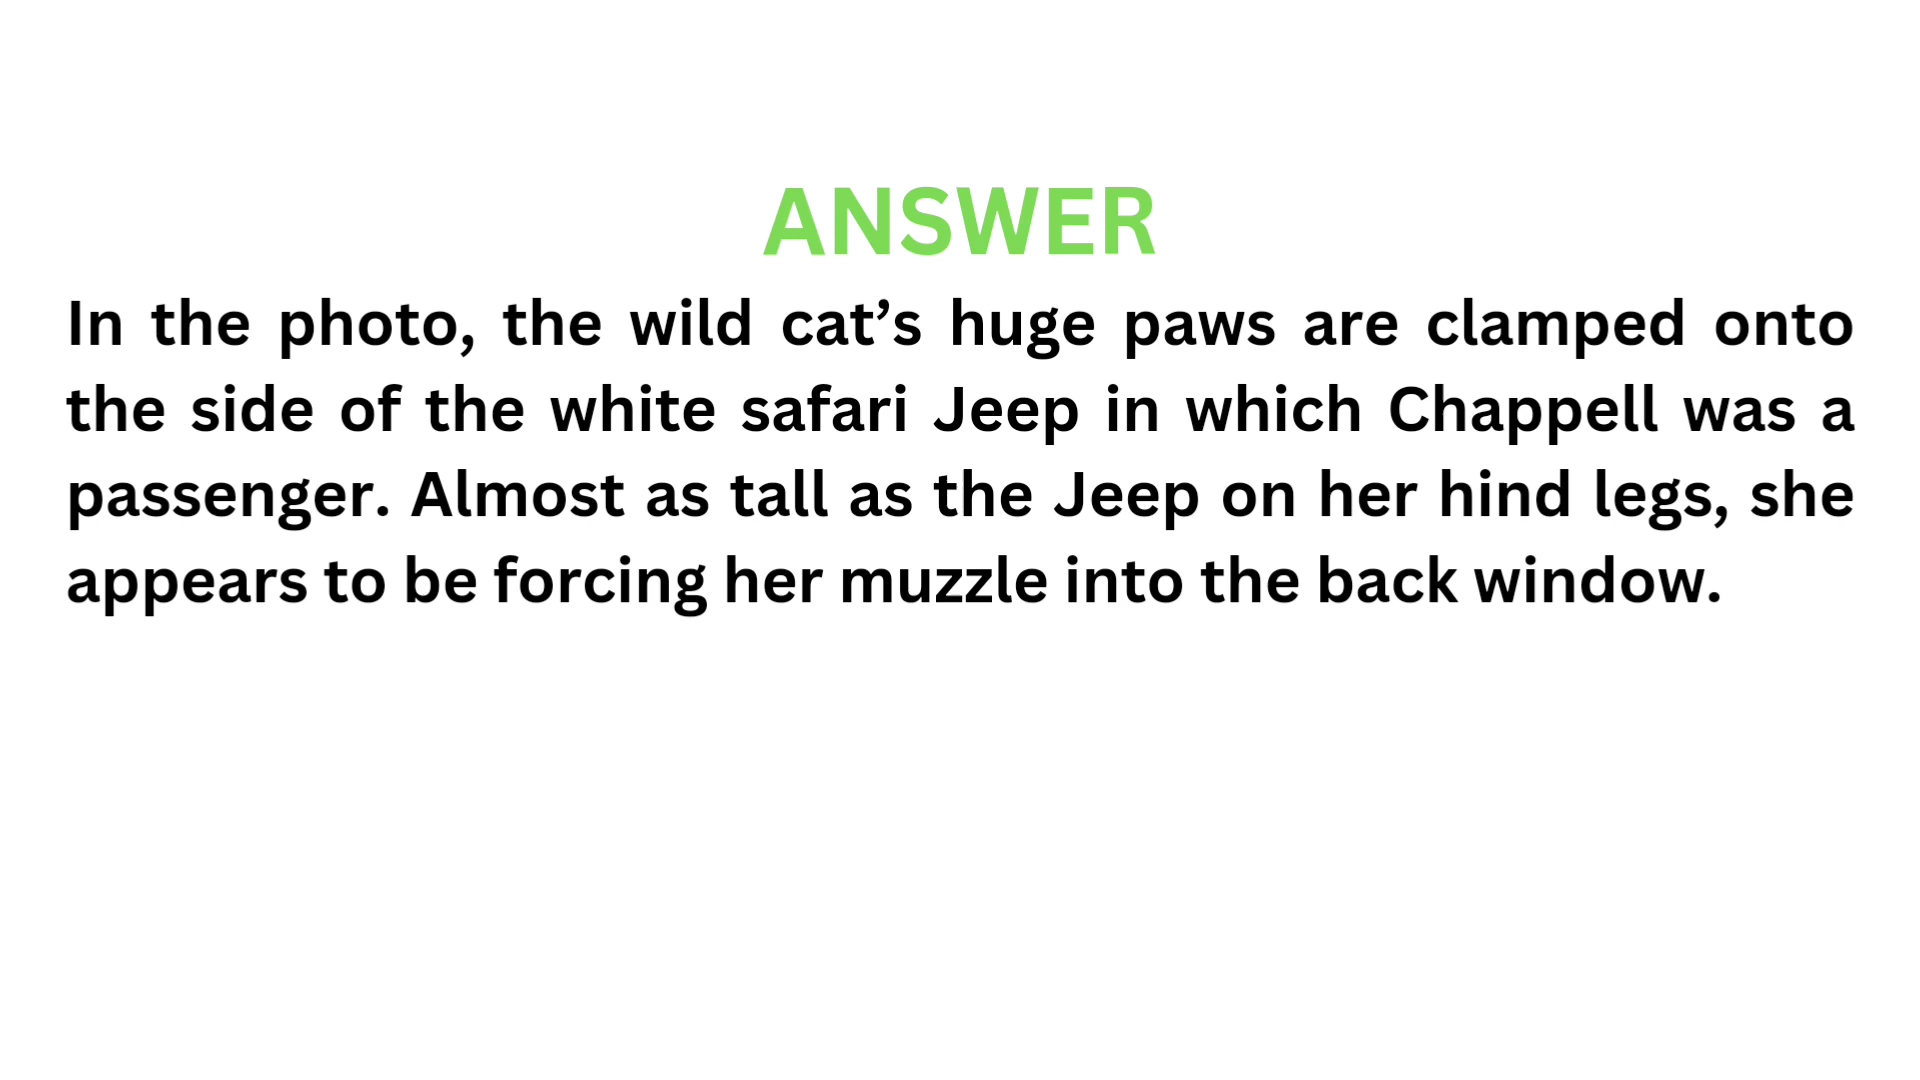 ANSWER
In the photo, the wild cat’s huge paws are clamped onto
the side of the white safari Jeep in which Chappell was a
passenger. Almost as tall as the Jeep on her hind legs, she
appears to be forcing her muzzle into the back window.